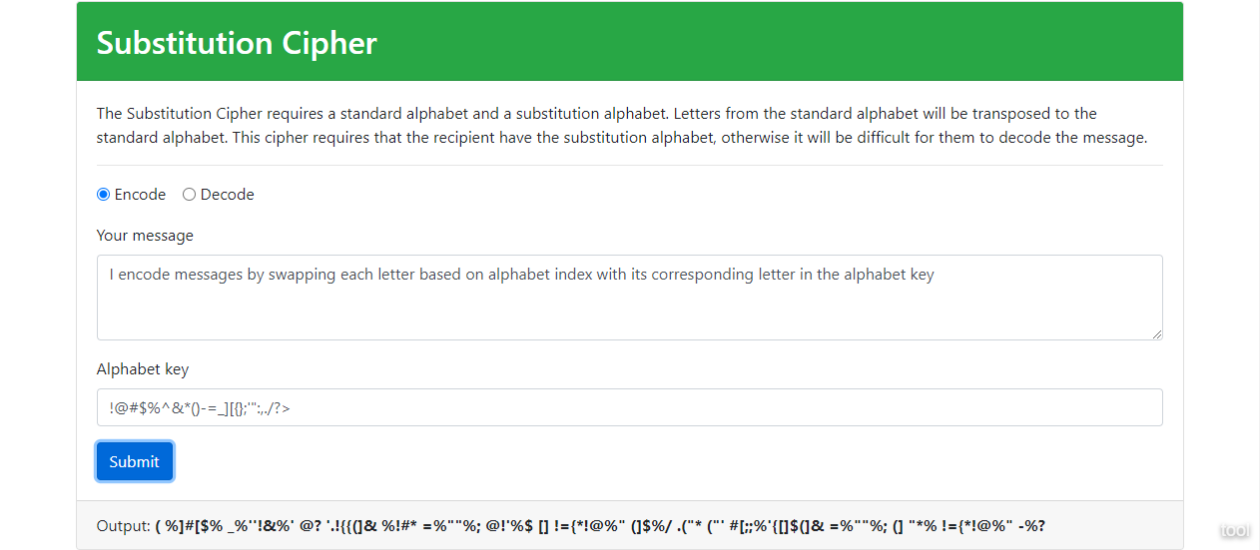 Substitution Cipher
The Substitution Cipher requires a standard alphabet and a substitution alphabet. Letters from the standard alphabet will be transposed to the
standard alphabet. This cipher requires that the recipient have the substitution alphabet, otherwise it will be difficult for them to decode the message.
Encode Decode
Your message
I encode messages by swapping each letter based on alphabet index with its corresponding letter in the alphabet key
Alphabet key
!@#$%^&*()-=_][{};'":,./?>
Submit
Output: ( %]#[$% _%''!&%' @? '.!{{(]& %!#* =%""%; @!'%$ [] !={*!@%" (]$%/ .("* ("' #[;;%'{[]$(]& =%""%; (] "*% !={*!@%" -%?
tool